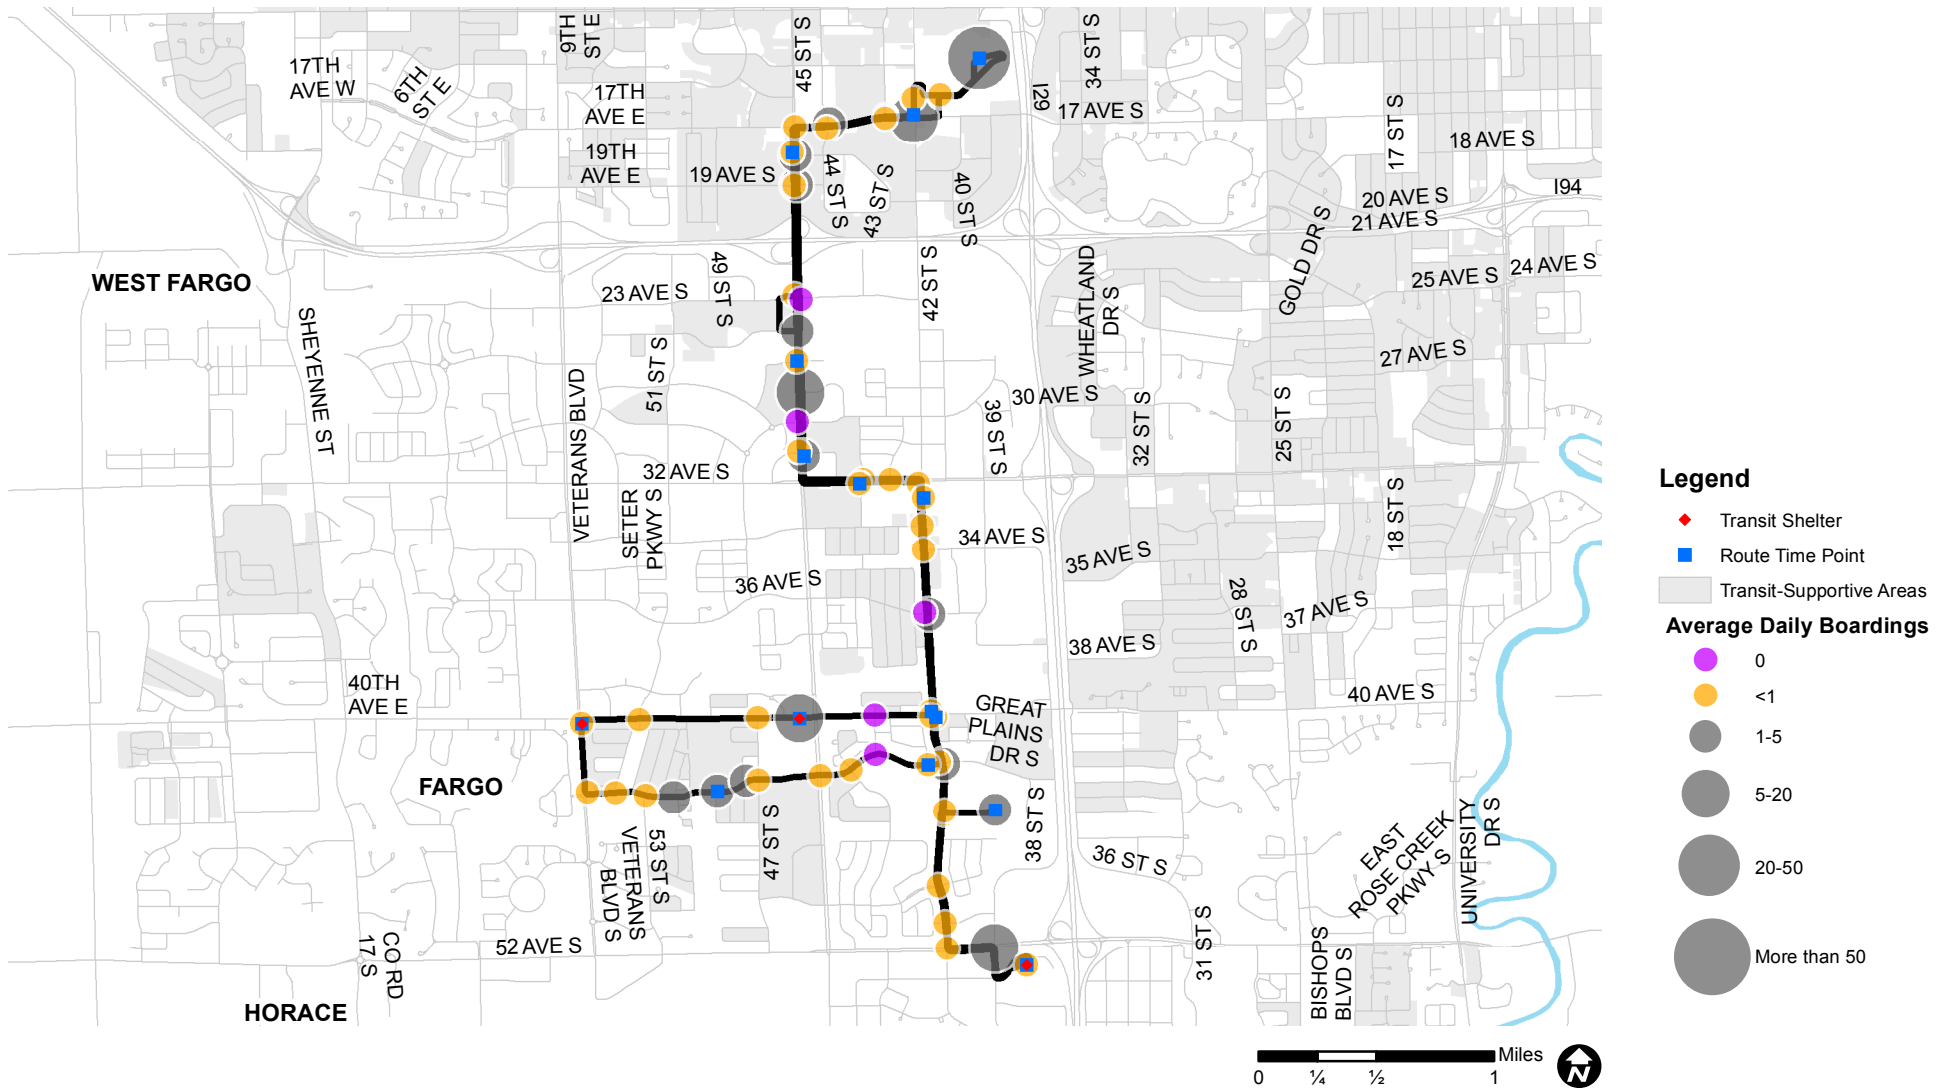 9TH
ST E
45 ST S
34 ST S
17TH
AVE W
6TH
ST E
17TH
AVE E
I29
17 AVE S
17 ST S
18 AVE S
19TH
AVE E
19 AVE S
44 ST S
43 ST S
40 ST S
I94
20 AVE S
21 AVE S
GOLD DR S
WEST FARGO
49 ST S
23 AVE S
42 ST S
WHEATLAND
DR S
25 AVE S
24 AVE S
SHEYENNE ST
VETERANS BLVD
51 ST S
27 AVE S
30 AVE S
39 ST S
32 ST S
25 ST S
32 AVE S
SETER
PKWY S
34 AVE S
35 AVE S
18 ST S
36 AVE S
28 ST S
37 AVE S
38 AVE S
40TH
AVE E
40 AVE S
GREAT
PLAINS
DR S
FARGO
47 ST S
53 ST S
VETERANS
BLVD S
38 ST S
36 ST S
EAST
ROSE CREEK
PKWY S
UNIVERSITY
DR S
52 AVE S
CO RD
17 S
31 ST S
BISHOPS
BLVD S
HORACE
Legend
Transit Shelter
Route Time Point
Transit-Supportive Areas
Average Daily Boardings
0
<1
1-5
5-20
20-50
More than 50
Miles
0 ¼ ½ 1
N